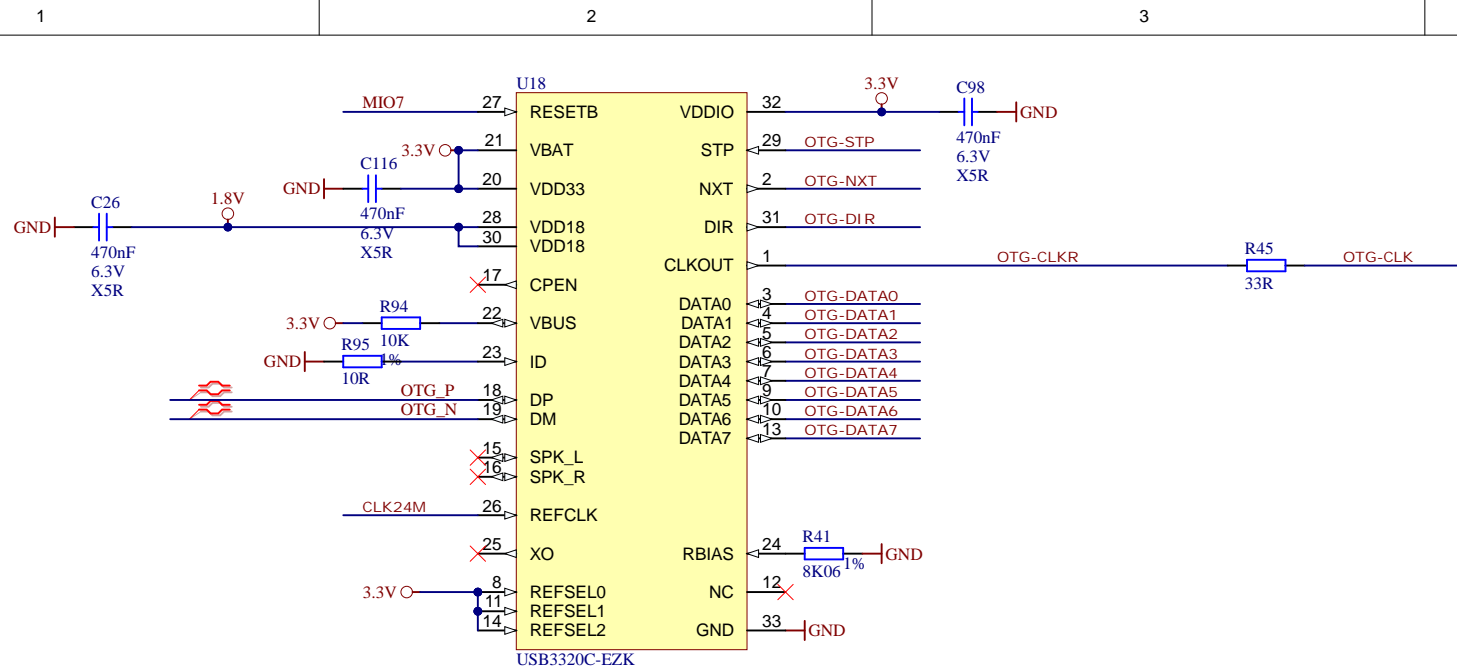 1 2 3
U18
MIO7 27 RESETB
3.3V 21 VBAT
C116
GND 20 VDD33
470nF
6.3V
X5R
1.8V
C26
GND 28 VDD18
470nF
6.3V
X5R
30 VDD18
17 CPEN
R94
3.3V 22 VBUS
10K
1%
R95
GND 23 ID
10R
OTG_P 18 DP
OTG_N 19 DM
15 SPK_L
16 SPK_R
CLK24M 26 REFCLK
25 XO
3.3V 8 REFSEL0
11 REFSEL1
14 REFSEL2
USB3320C-EZK
VDDIO 32 3.3V
C98
GND
470nF
6.3V
X5R
STP 29 OTG-STP
NXT 2 OTG-NXT
DIR 31 OTG-DIR
CLKOUT 1 OTG-CLKR
R45
33R
OTG-CLK
DATA0 3 OTG-DATA0
DATA1 4 OTG-DATA1
DATA2 5 OTG-DATA2
DATA3 6 OTG-DATA3
DATA4 7 OTG-DATA4
DATA5 9 OTG-DATA5
DATA6 10 OTG-DATA6
DATA7 13 OTG-DATA7
RBIAS 24
R41
8K06
1%
GND
NC 12
GND 33 GND